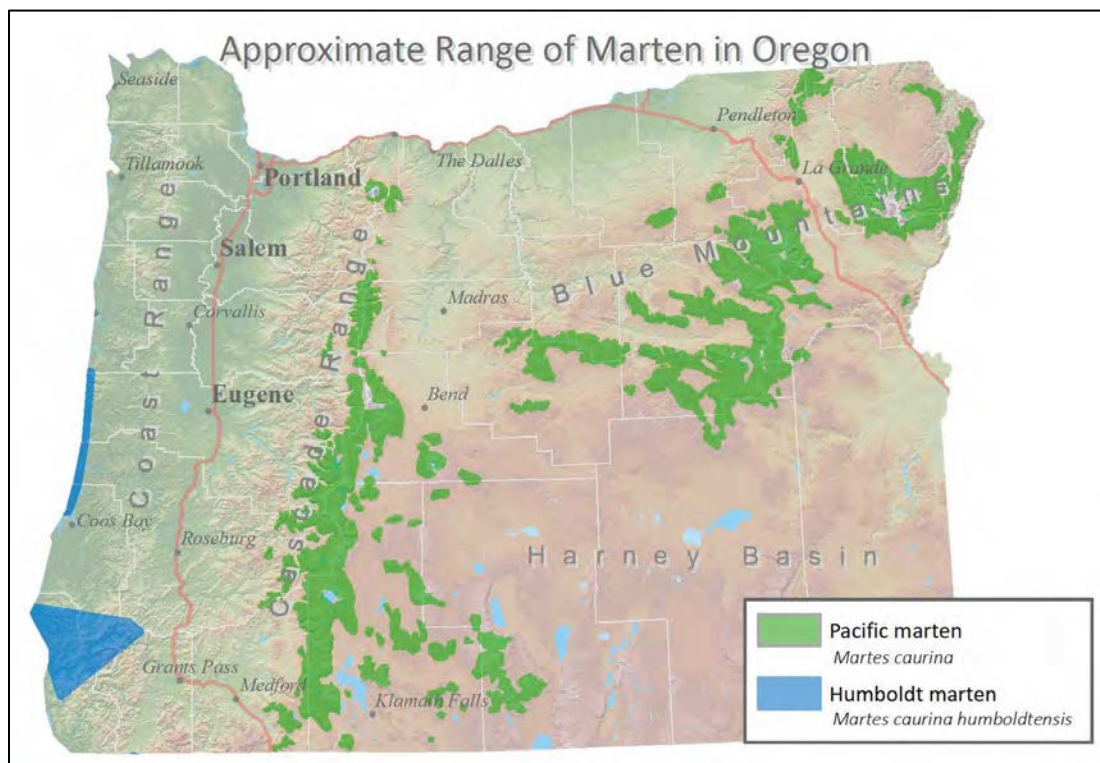 Approximate Range of Marten in Oregon
Seaside
Pendleton
Tillamook
The Dalles
Portland
La Grande
Coast Range
Salem
Blue Mountains
Cascade Range
Madras
Corvallis
Eugene
Bend
Coos Bay
Roseburg
Harney Basin
Grants Pass
Medford
Klamath Falls
Pacific marten
Martes caurina
Humboldt marten
Martes caurina humboldtensis